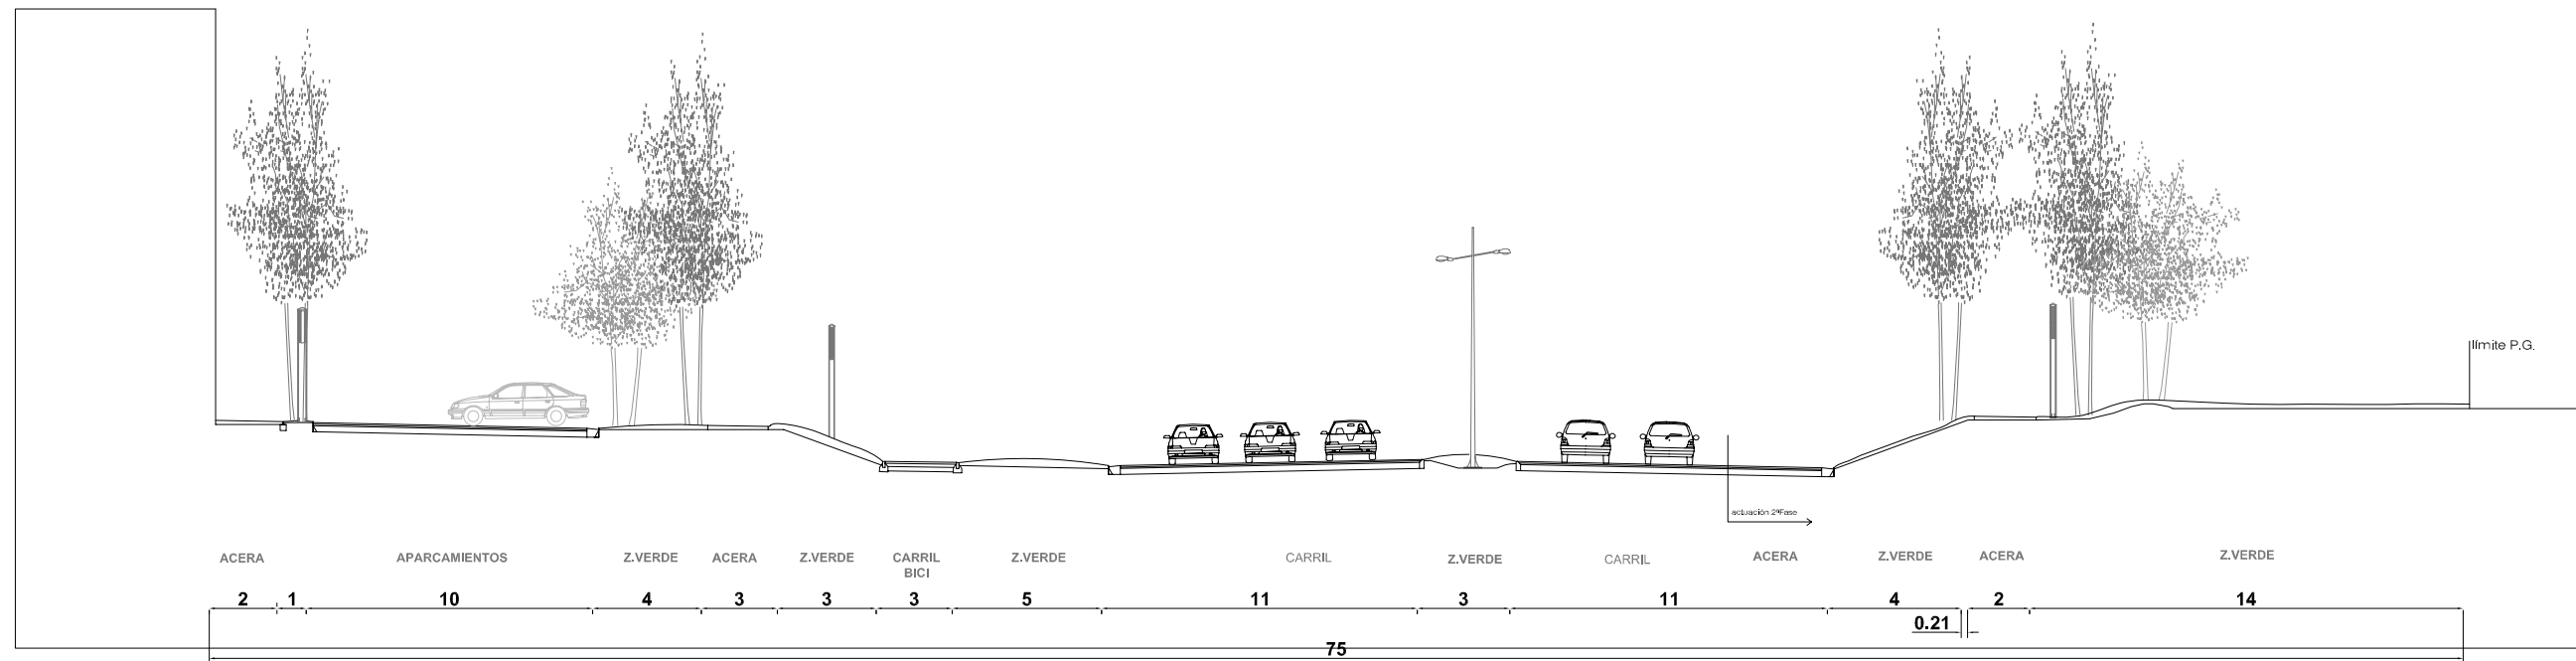 límite P.G.
actuación 2ªFase
ACERA APARCAMIENTOS Z.VERDE ACERA Z.VERDE CARRIL BICI Z.VERDE CARRIL Z.VERDE CARRIL ACERA Z.VERDE ACERA Z.VERDE
2 1 10 4 3 3 3 5 11 3 11 4 2 14
0.21
75